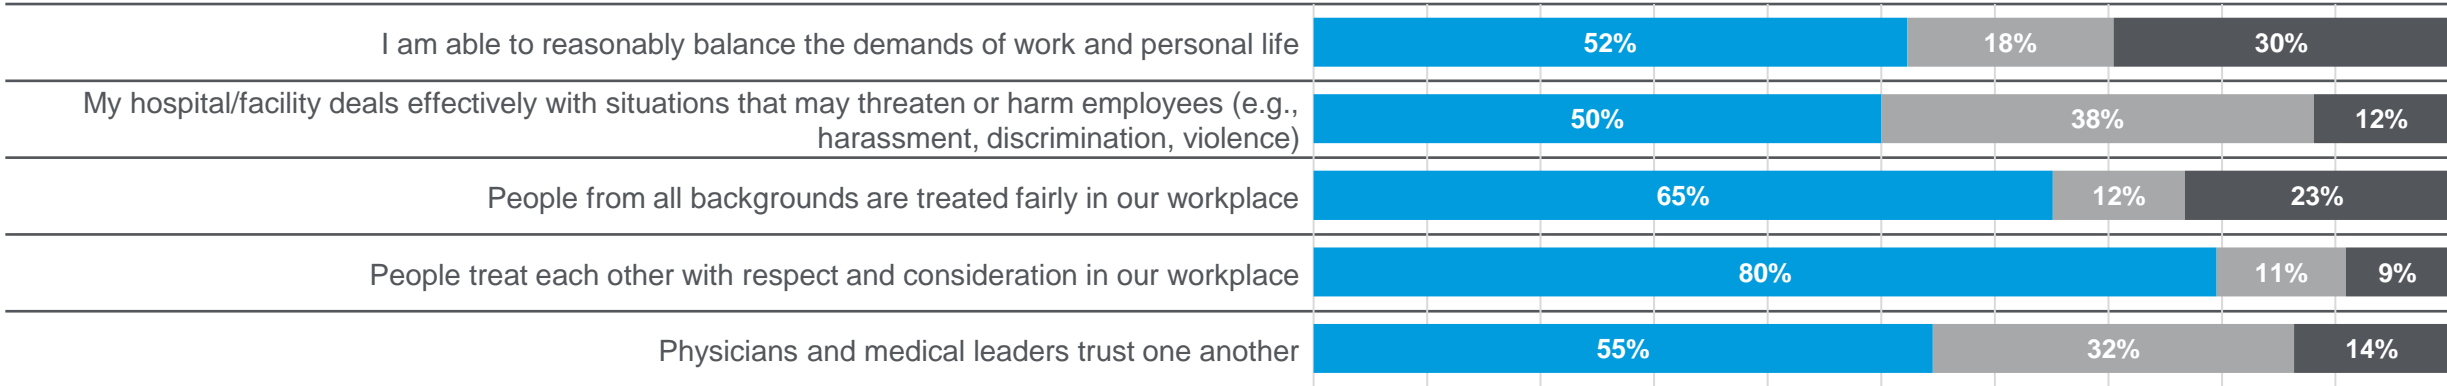 I am able to reasonably balance the demands of work and personal life 52% 18% 30%
My hospital/facility deals effectively with situations that may threaten or harm employees (e.g.,
harassment, discrimination, violence) 50% 38% 12%
People from all backgrounds are treated fairly in our workplace 65% 12% 23%
People treat each other with respect and consideration in our workplace 80% 11% 9%
Physicians and medical leaders trust one another 55% 32% 14%